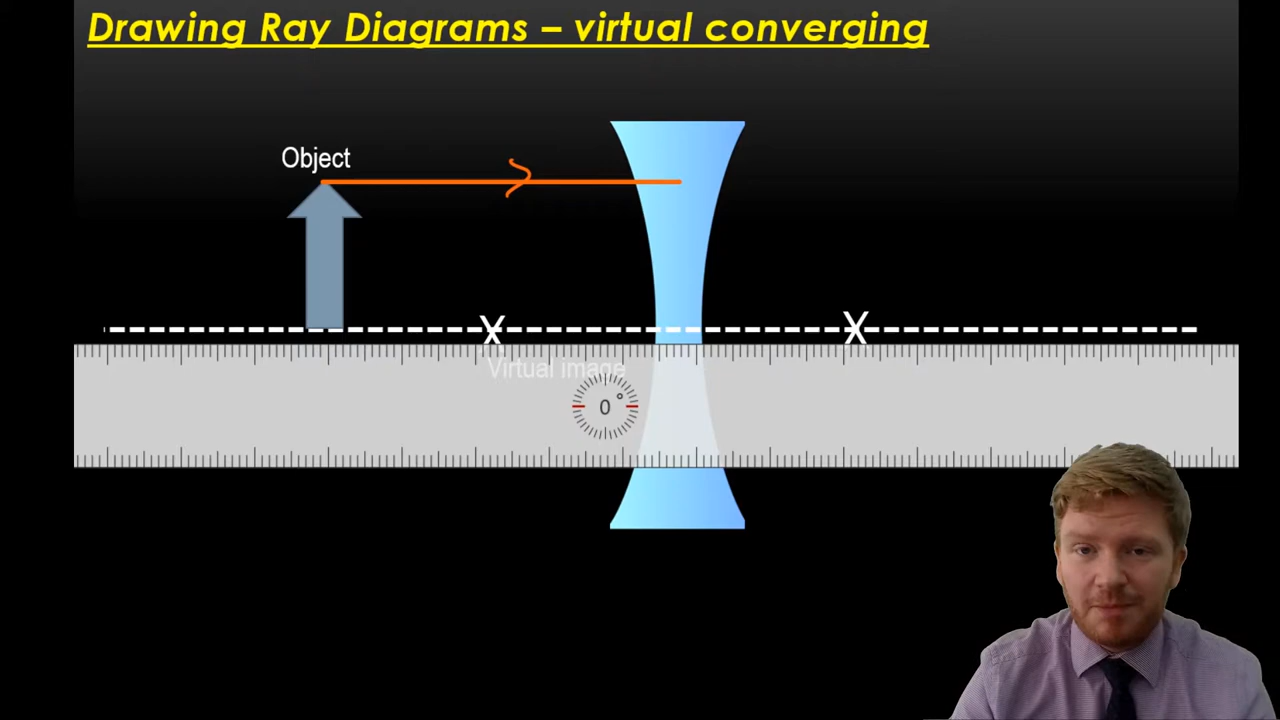 Drawing Ray Diagrams – virtual converging
Object
X X
Virtual image
0°